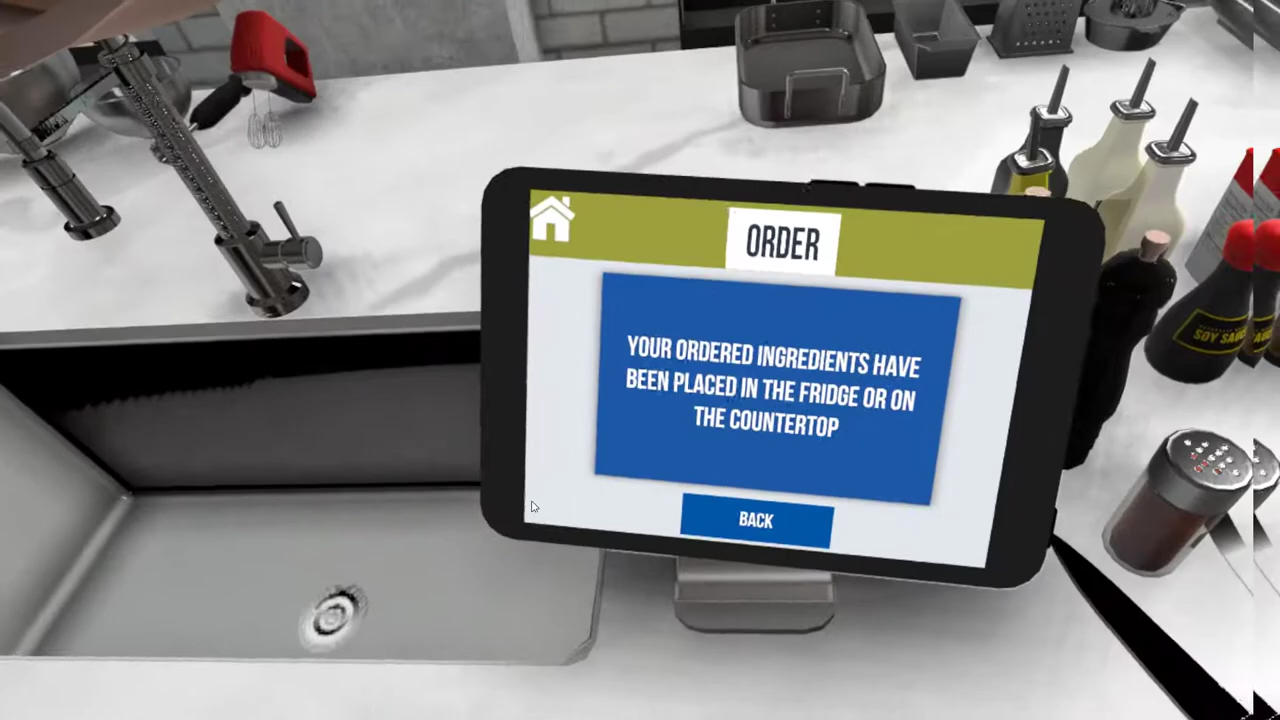 ORDER
YOUR ORDERED INGREDIENTS HAVE
BEEN PLACED IN THE FRIDGE OR ON
THE COUNTERTOP
BACK
SOY SAUCE